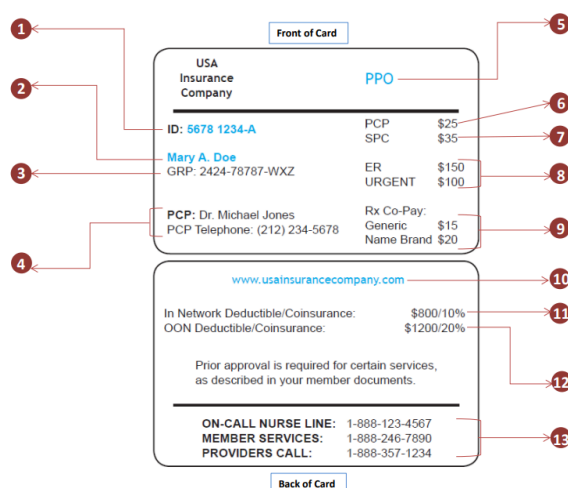 Front of Card
1
5
USA
Insurance
Company
PPO
2
6
ID: 5678 1234-A
PCP $25
SPC $35
7
Mary A. Doe
3
GRP: 2424-78787-WXZ
ER $150
URGENT $100
8
PCP: Dr. Michael Jones
PCP Telephone: (212) 234-5678
4
Rx Co-Pay:
Generic $15
Name Brand $20
9
www.usainsurancecompany.com
10
In Network Deductible/Coinsurance: $800/10%
11
OON Deductible/Coinsurance: $1200/20%
12
Prior approval is required for certain services,
as described in your member documents.
ON-CALL NURSE LINE: 1-888-123-4567
MEMBER SERVICES: 1-888-246-7890
PROVIDERS CALL: 1-888-357-1234
13
Back of Card